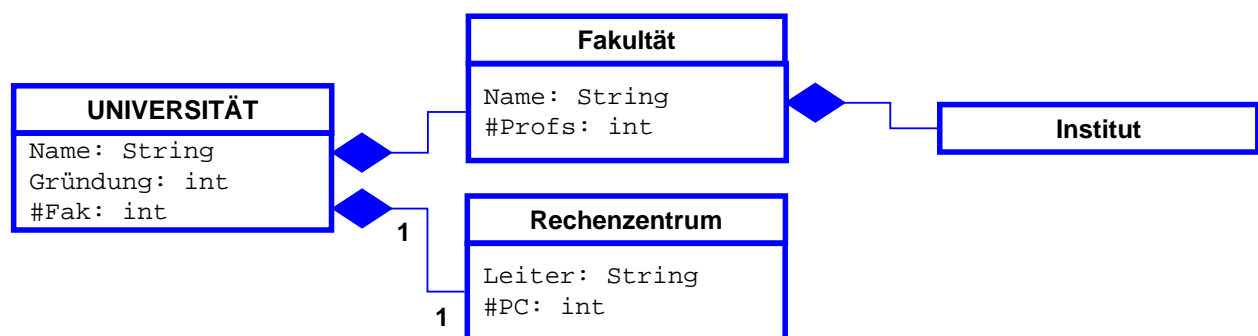 UNIVERSITÄT
Name: String
Gründung: int
#Fak: int
Fakultät
Name: String
#Profs: int
Institut
1
Rechenzentrum
Leiter: String
#PC: int
1